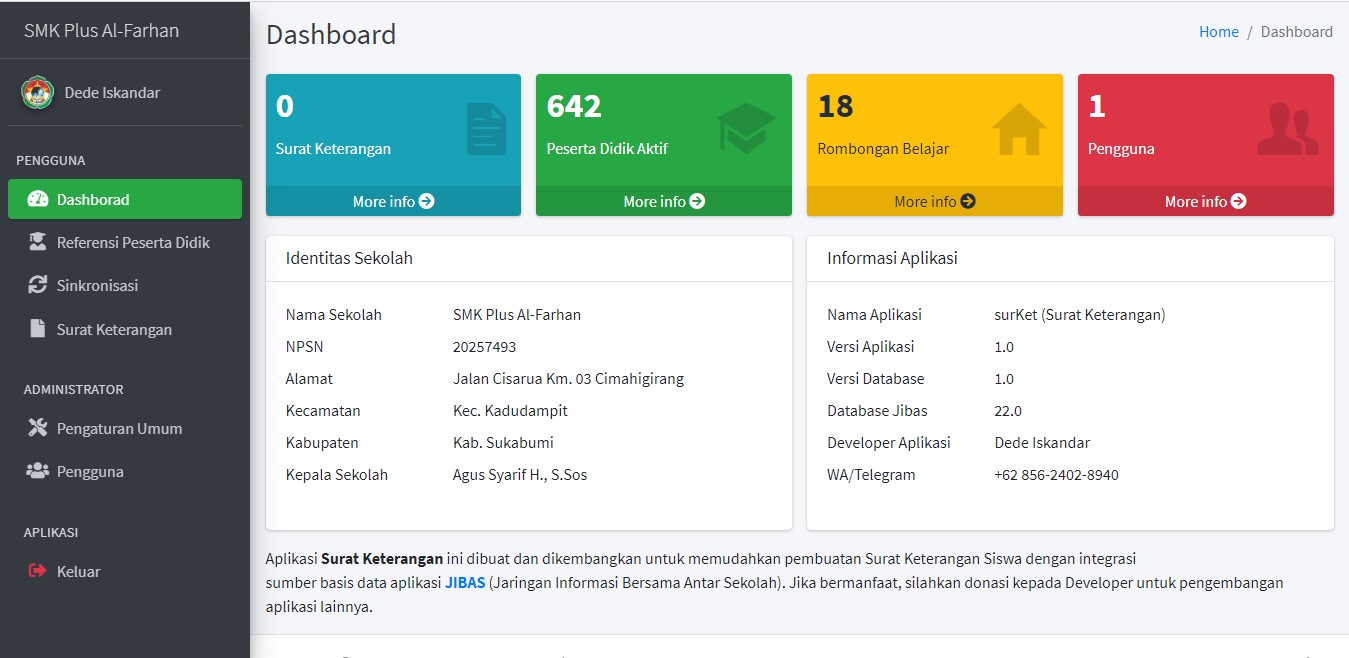 SMK Plus Al-Farhan
Dede Iskandar
PENGGUNA
Dashborad
Referensi Peserta Didik
Sinkronisasi
Surat Keterangan
ADMINISTRATOR
Pengaturan Umum
Pengguna
APLIKASI
Keluar
Dashboard
Home / Dashboard
0
Surat Keterangan
More info
642
Peserta Didik Aktif
More info
18
Rombongan Belajar
More info
1
Pengguna
More info
Identitas Sekolah
Nama Sekolah SMK Plus Al-Farhan
NPSN 20257493
Alamat Jalan Cisarua Km. 03 Cimahigirang
Kecamatan Kec. Kadudampit
Kabupaten Kab. Sukabumi
Kepala Sekolah Agus Syarif H., S.Sos
Informasi Aplikasi
Nama Aplikasi surKet (Surat Keterangan)
Versi Aplikasi 1.0
Versi Database 1.0
Database Jibas 22.0
Developer Aplikasi Dede Iskandar
WA/Telegram +62 856-2402-8940
Aplikasi Surat Keterangan ini dibuat dan dikembangkan untuk memudahkan pembuatan Surat Keterangan Siswa dengan integrasi
sumber basis data aplikasi JIBAS (Jaringan Informasi Bersama Antar Sekolah). Jika bermanfaat, silahkan donasi kepada Developer untuk pengembangan
aplikasi lainnya.